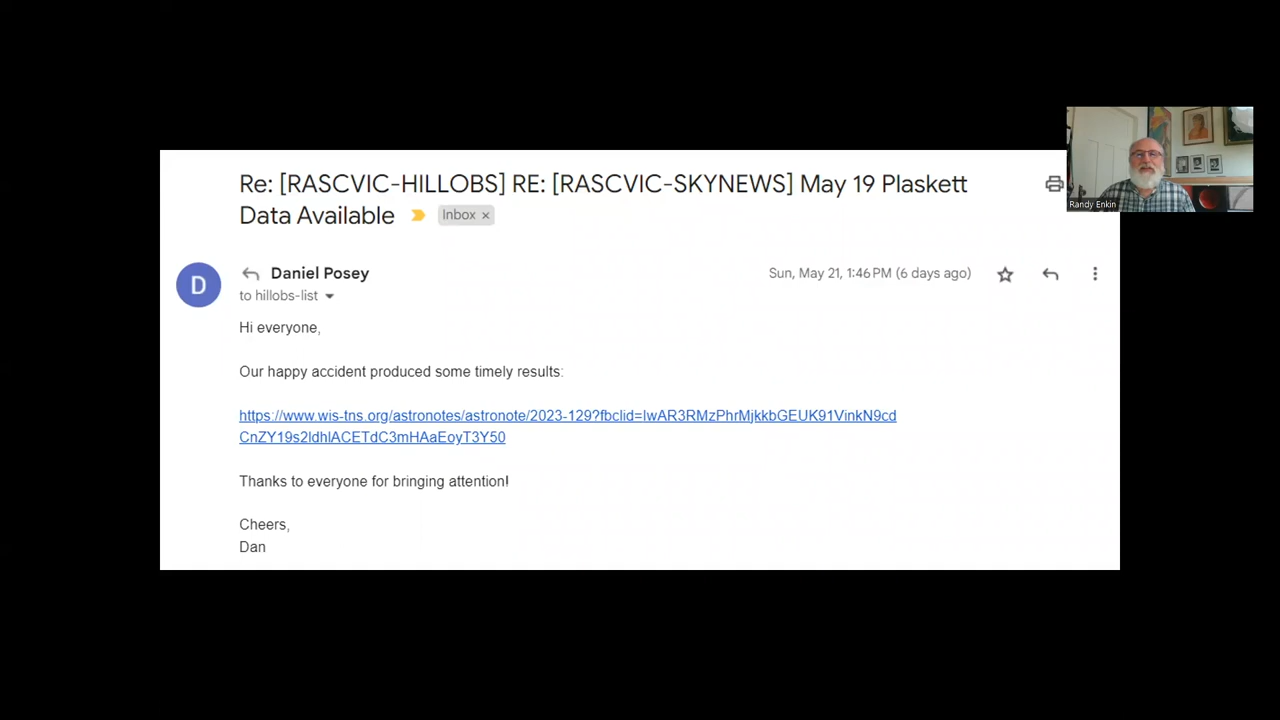 Re: [RASCVIC-HILLOBS] RE: [RASCVIC-SKYNEWS] May 19 Plaskett
Data Available Inbox ×
Randy Enkin
D
Daniel Posey
Sun, May 21, 1:46 PM (6 days ago)
to hillobs-list
Hi everyone,
Our happy accident produced some timely results:
https://www.wis-tns.org/astronotes/astronote/2023-129?fbclid=IwAR3RMzPhrMjkkbGEUK91VinkN9cd
CnZY19s2ldhlACETdC3mHAaEoyT3Y50
Thanks to everyone for bringing attention!
Cheers,
Dan